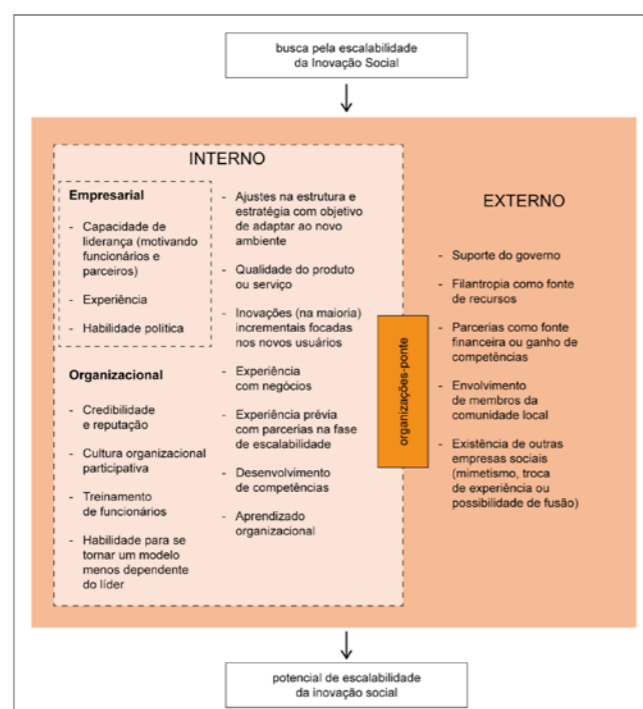 busca pela escalabilidade
da Inovação Social
INTERNO
Empresarial
- Capacidade de
liderança (motivando
funcionários e
parceiros)
- Experiência
- Habilidade política
Organizacional
- Credibilidade
e reputação
- Cultura organizacional
participativa
- Treinamento
de funcionários
- Habilidade para se
tornar um modelo
menos dependente
do líder
- Ajustes na estrutura e
estratégia com objetivo
de adaptar ao novo
ambiente
- Qualidade do produto
ou serviço
- Inovações (na maioria)
incrementais focadas
nos novos usuários
- Experiência
com negócios
- Experiência prévia
com parcerias na fase
de escalabilidade
- Desenvolvimento
de competências
- Aprendizado
organizacional
organizações-ponte
EXTERNO
- Suporte do governo
- Filantropia como fonte
de recursos
- Parcerias como fonte
financeira ou ganho de
competências
- Envolvimento
de membros da
comunidade local
- Existência de outras
empresas sociais
(mimetismo, troca
de experiência ou
possibilidade de fusão)
potencial de escalabilidade
da inovação social